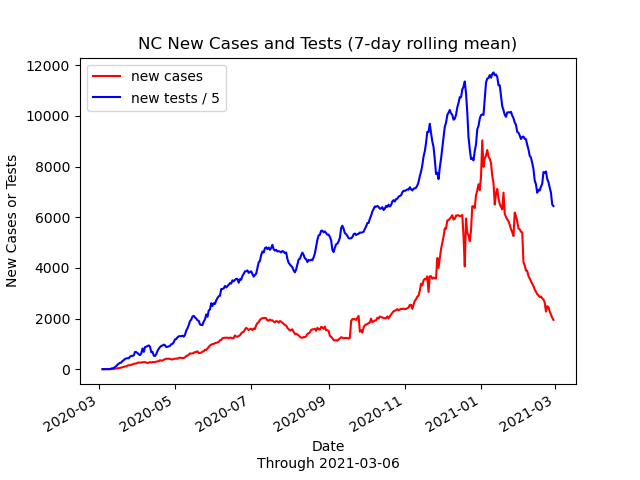 NC New Cases and Tests (7-day rolling mean)
new cases
new tests / 5
12000
10000
8000
6000
4000
2000
0
New Cases or Tests
2020-03
2020-05
2020-07
2020-09
2020-11
2021-01
2021-03
Date
Through 2021-03-06